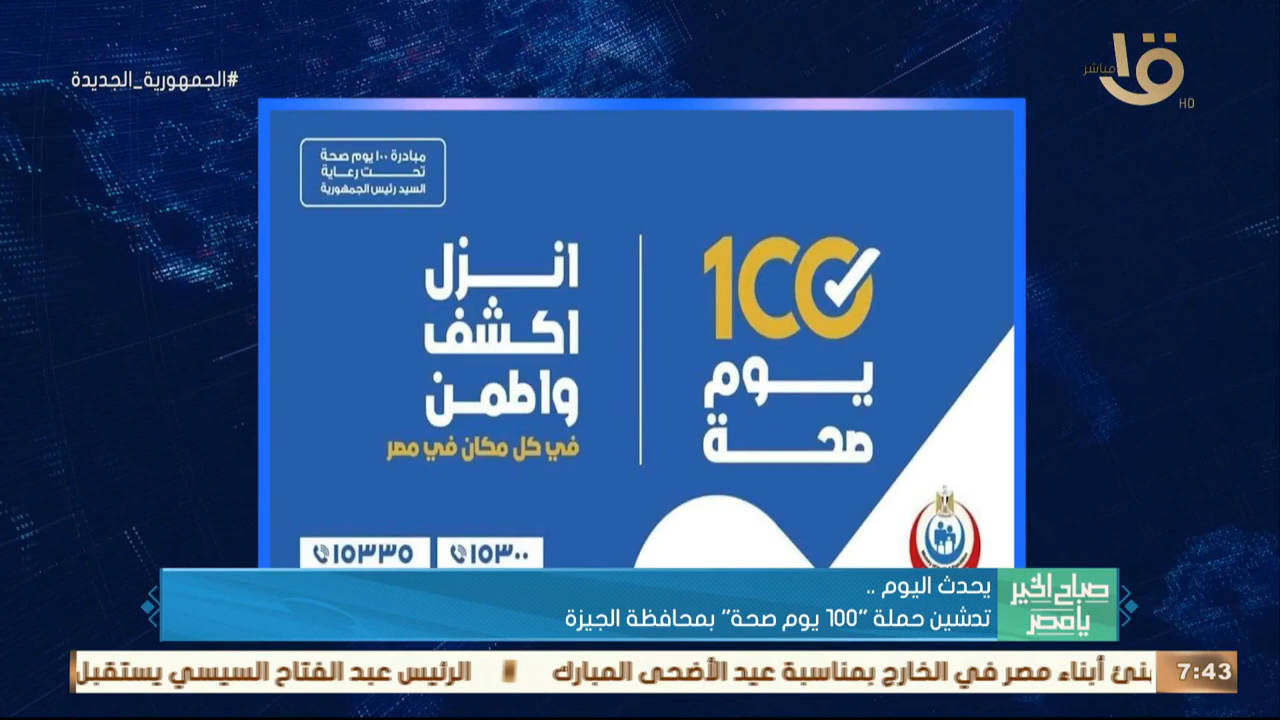 #الجمهورية_الجديدة
مباشر
HD
مبادرة ١٠٠ يوم صحة
تحت رعاية
السيد رئيس الجمهورية
100
يوم
صحة
انزل
اكشف
واطمن
في كل مكان في مصر
١٥٣٠٠
١٥٣٣٥
صباح الخير
يا مصر
يحدث اليوم ..
تدشين حملة "100 يوم صحة" بمحافظة الجيزة
7:43
أبناء مصر في الخارج بمناسبة عيد الأضحى المبارك
الرئيس عبد الفتاح السيسي يستقبل